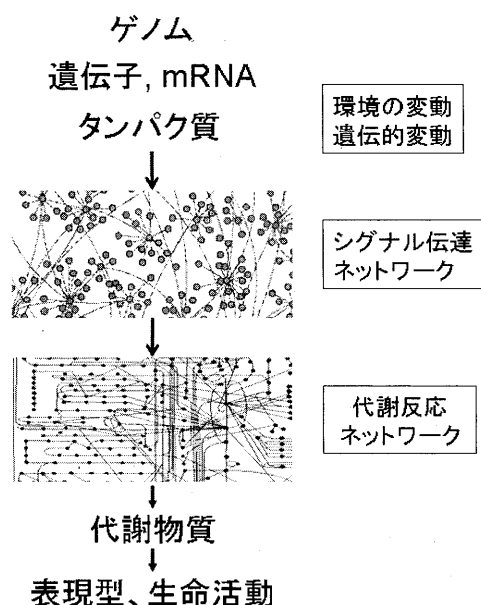 ゲノム
遺伝子, mRNA
タンパク質
環境の変動
遺伝的変動
シグナル伝達
ネットワーク
代謝反応
ネットワーク
代謝物質
表現型、生命活動